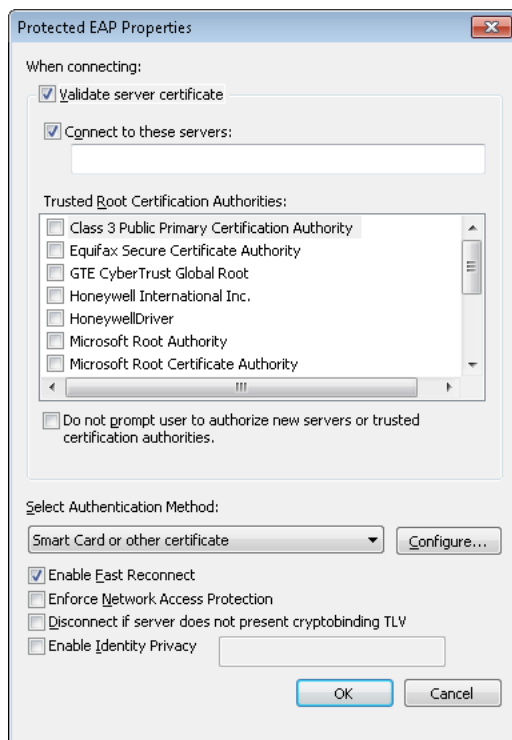 Protected EAP Properties
When connecting:
Validate server certificate
Connect to these servers:
Trusted Root Certification Authorities:
Class 3 Public Primary Certification Authority
Equifax Secure Certificate Authority
GTE CyberTrust Global Root
Honeywell International Inc.
HoneywellDriver
Microsoft Root Authority
Microsoft Root Certificate Authority
Do not prompt user to authorize new servers or trusted
certification authorities.
Select Authentication Method:
Smart Card or other certificate
Configure...
Enable Fast Reconnect
Enforce Network Access Protection
Disconnect if server does not present cryptobinding TLV
Enable Identity Privacy
OK
Cancel